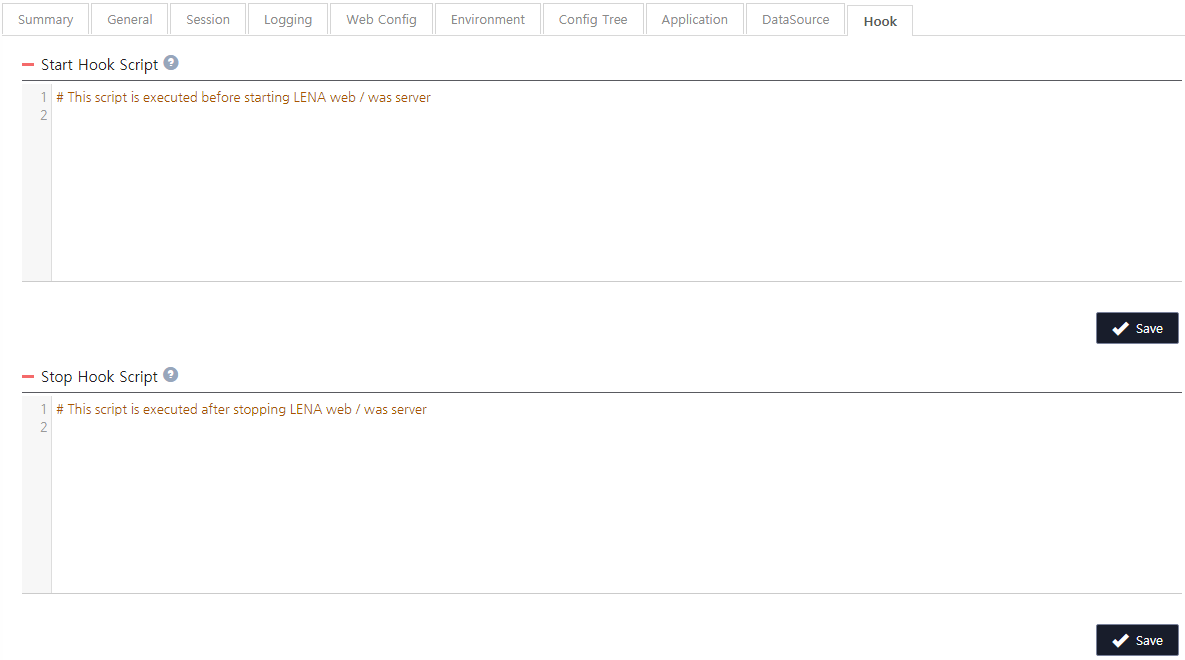 Summary General Session Logging Web Config Environment Config Tree Application DataSource Hook
Start Hook Script ?
1 # This script is executed before starting LENA web / was server
2
Save
Stop Hook Script ?
1 # This script is executed after stopping LENA web / was server
2
Save